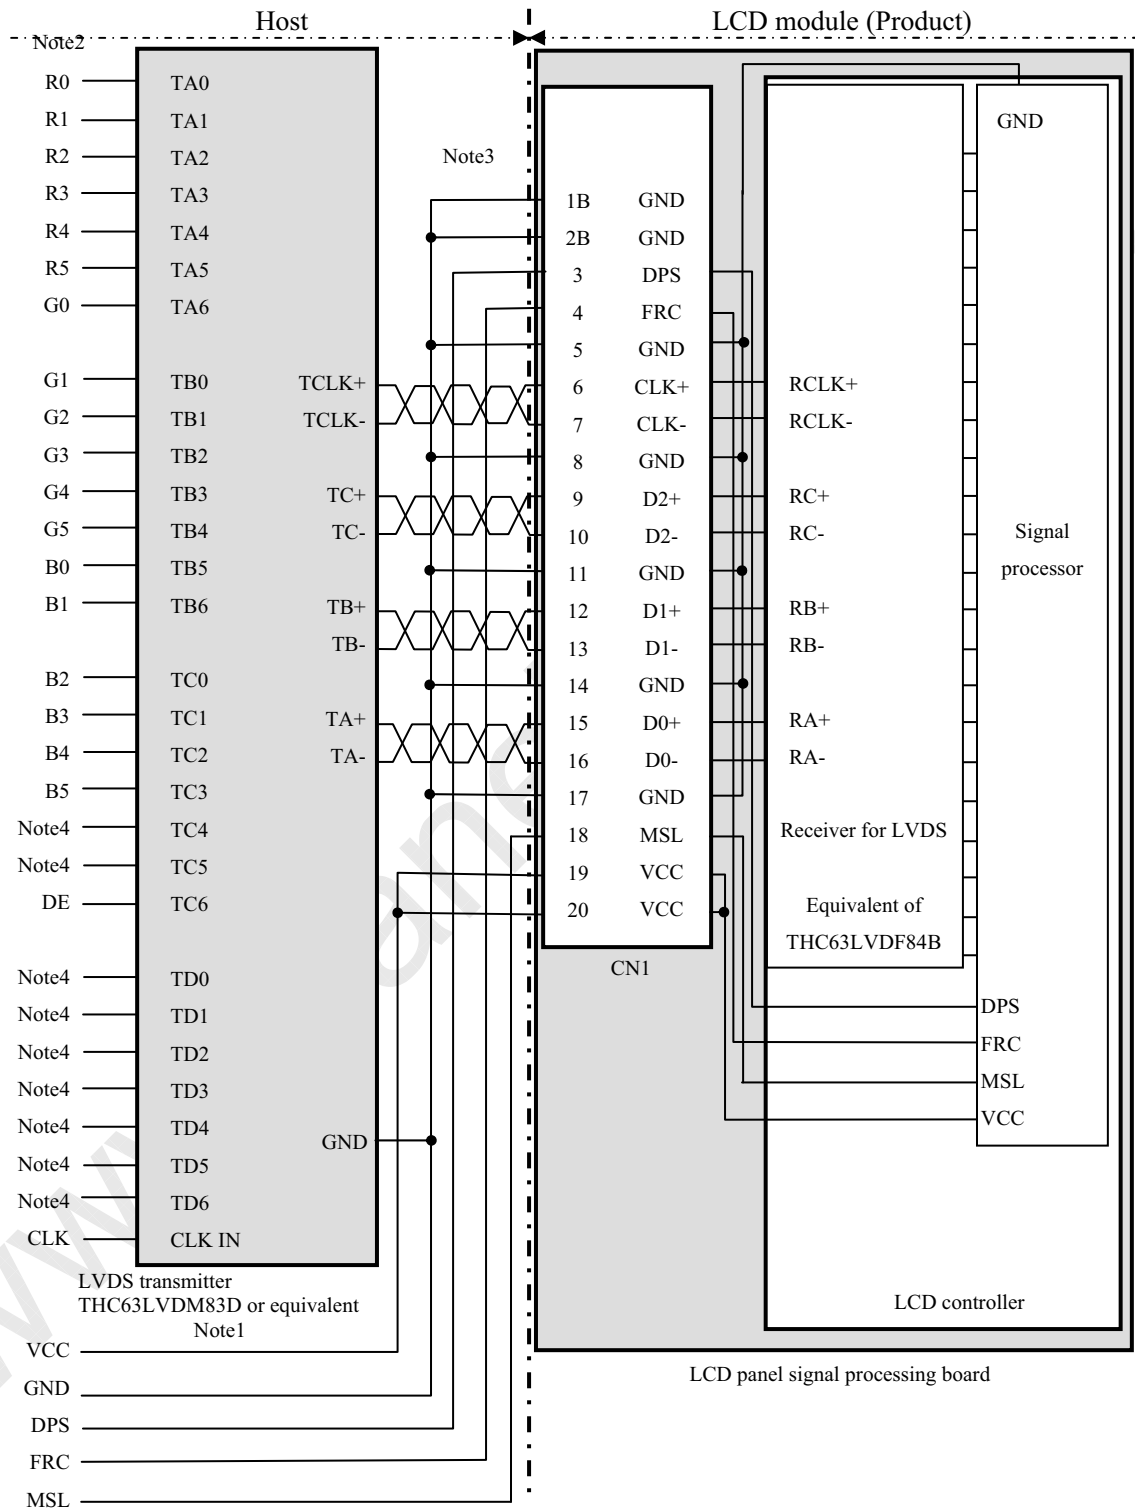 Host
LCD module (Product)
Note2
R0 TA0
R1 TA1
R2 TA2
R3 TA3
R4 TA4
R5 TA5
G0 TA6
G1 TB0 TCLK+
G2 TB1 TCLK-
G3 TB2
G4 TB3 TC+
G5 TB4 TC-
B0 TB5
B1 TB6 TB+
TB-
B2 TC0
B3 TC1 TA+
B4 TC2 TA-
B5 TC3
Note4 TC4
Note4 TC5
DE TC6
Note4 TD0
Note4 TD1
Note4 TD2
Note4 TD3
Note4 TD4
GND
Note4 TD5
Note4 TD6
CLK CLK IN
LVDS transmitter
THC63LVDM83D or equivalent
Note1
VCC
GND
DPS
FRC
MSL
Note3
1B GND
2B GND
3 DPS
4 FRC
5 GND
6 CLK+
7 CLK-
8 GND
9 D2+
10 D2-
11 GND
12 D1+
13 D1-
14 GND
15 D0+
16 D0-
17 GND
18 MSL
19 VCC
20 VCC
CN1
RCLK+
RCLK-
RC+
RC-
RB+
RB-
RA+
RA-
Receiver for LVDS
Equivalent of
THC63LVDF84B
GND
Signal
processor
DPS
FRC
MSL
VCC
LCD controller
LCD panel signal processing board